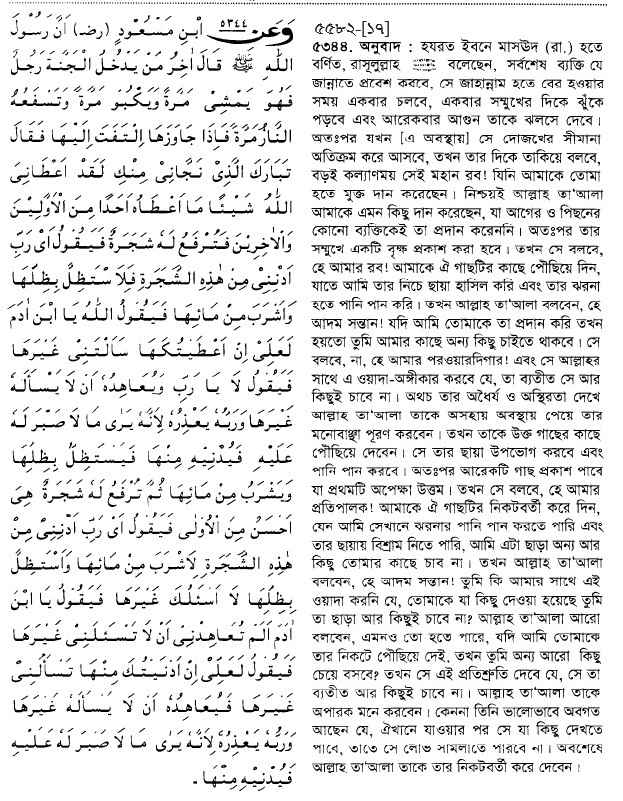 وَعَنِ ٥٣٤٤ ابْنِ مَسْعُودٍ (رضـ) اَنَّ رَسُولَ
اللّٰهِ ﷺ قَالَ اٰخِرُ مَنْ يَدْخُلُ الْجَنَّةَ رَجُلٌ
فَهُوَ يَمْشِىْ مَرَّةً وَيَكْبُوْ مَرَّةً وَتَسْفَعُهُ
النَّارُ مَرَّةً فَاِذَا جَاوَزَهَا الْتَفَتَ اِلَيْهَا فَقَالَ
تَبَارَكَ الَّذِىْ نَجَّانِىْ مِنْكِ لَقَدْ اَعْطَانِىَ
اللّٰهُ شَيْئًا مَا اَعْطَاهُ اَحَدًا مِنَ الْاَوَّلِيْنَ
وَالْاٰخِرِيْنَ فَتُرْفَعُ لَهٗ شَجَرَةٌ فَيَقُوْلُ اَىْ رَبِّ
اَدْنِنِىْ مِنْ هٰذِهِ الشَّجَرَةِ فَلِاَسْتَظِلَّ بِظِلِّهَا
وَاَشْرَبَ مِنْ مَائِهَا فَيَقُوْلُ اللّٰهُ يَا ابْنَ اٰدَمَ
لَعَلِّىْ اِنْ اَعْطَيْتُكَهَا سَاَلْتَنِىْ غَيْرَهَا
فَيَقُوْلُ لَا يَا رَبِّ وَيُعَاهِدُهٗ اَنْ لَا يَسْاَلَهٗ
غَيْرَهَا وَرَبُّهٗ يَعْذِرُهٗ لِاَنَّهٗ يَرٰى مَا لَا صَبْرَ لَهٗ
عَلَيْهِ فَيُدْنِيْهِ مِنْهَا فَيَسْتَظِلُّ بِظِلِّهَا
وَيَشْرَبُ مِنْ مَائِهَا ثُمَّ تُرْفَعُ لَهٗ شَجَرَةٌ هِىَ
اَحْسَنُ مِنَ الْاُوْلٰى فَيَقُوْلُ اَىْ رَبِّ اَدْنِنِىْ مِنْ
هٰذِهِ الشَّجَرَةِ لِاَشْرَبَ مِنْ مَائِهَا وَاَسْتَظِلَّ
بِظِلِّهَا لَا اَسْئَلُكَ غَيْرَهَا فَيَقُوْلُ يَا ابْنَ
اٰدَمَ اَلَمْ تُعَاهِدْنِىْ اَنْ لَا تَسْئَلَنِىْ غَيْرَهَا
فَيَقُوْلُ لَعَلِّىْ اِنْ اَدْنَيْتُكَ مِنْهَا تَسْاَلُنِىْ
غَيْرَهَا فَيُعَاهِدُهٗ اَنْ لَا يَسْاَلَهٗ غَيْرَهَا
وَرَبُّهٗ يَعْذِرُهٗ لِاَنَّهٗ يَرٰى مَا لَا صَبْرَ لَهٗ عَلَيْهِ
فَيُدْنِيْهِ مِنْهَا ـ
৫৫৮২-[১৭]
৫৩৪৪. অনুবাদ : হযরত ইবনে মাসঊদ (রা.) হতে
বর্ণিত, রাসূলুল্লাহ ﷺ বলেছেন, সর্বশেষ ব্যক্তি যে
জান্নাতে প্রবেশ করবে, সে জাহান্নাম হতে বের হওয়ার
সময় একবার চলবে, একবার সম্মুখের দিকে ঝুঁকে
পড়বে এবং আরেকবার আগুন তাকে ঝলসে দেবে।
অতঃপর যখন [এ অবস্থায়] সে দোজখের সীমানা
অতিক্রম করে আসবে, তখন তার দিকে তাকিয়ে বলবে,
বড়ই কল্যাণময় সেই মহান রব! যিনি আমাকে তোমা
হতে মুক্ত দান করেছেন। নিশ্চয়ই আল্লাহ তা'আলা
আমাকে এমন কিছু দান করেছেন, যা আগের ও পিছনের
কোনো ব্যক্তিকেই তা প্রদান করেননি। অতঃপর তার
সম্মুখে একটি বৃক্ষ প্রকাশ করা হবে। তখন সে বলবে,
হে আমার রব! আমাকে ঐ গাছটির কাছে পৌঁছিয়ে দিন,
যাতে আমি তার নিচে ছায়া হাসিল করি এবং তার ঝরনা
হতে পানি পান করি। তখন আল্লাহ তা'আলা বলবেন, হে
আদম সন্তান! যদি আমি তোমাকে তা প্রদান করি তখন
হয়তো তুমি আমার কাছে অন্য কিছু চাইতে থাকবে। সে
বলবে, না, হে আমার পরওয়ারদিগার! এবং সে আল্লাহর
সাথে এ ওয়াদা-অঙ্গীকার করবে যে, তা ব্যতীত সে আর
কিছুই চাবে না। অথচ তার অধৈর্য ও অস্থিরতা দেখে
আল্লাহ তা'আলা তাকে অসহায় অবস্থায় পেয়ে তার
মনোবাঞ্ছা পূরণ করবেন। তখন তাকে উক্ত গাছের কাছে
পৌঁছিয়ে দেবেন। সে তার ছায়া উপভোগ করবে এবং
পানি পান করবে। অতঃপর আরেকটি গাছ প্রকাশ পাবে
যা প্রথমটি অপেক্ষা উত্তম। তখন সে বলবে, হে আমার
প্রতিপালক! আমাকে ঐ গাছটির নিকটবর্তী করে দিন,
যেন আমি সেখানে ঝরনার পানি পান করতে পারি এবং
তার ছায়ায় বিশ্রাম নিতে পারি, আমি এটা ছাড়া অন্য আর
কিছু তোমার কাছে চাব না। তখন আল্লাহ তা'আলা
বলবেন, হে আদম সন্তান! তুমি কি আমার সাথে এই
ওয়াদা করনি যে, তোমাকে যা কিছু দেওয়া হয়েছে তুমি
তা ছাড়া আর কিছুই চাবে না? আল্লাহ তা'আলা আরো
বলবেন, এমনও তো হতে পারে, যদি আমি তোমাকে
তার নিকটে পৌঁছিয়ে দেই, তখন তুমি অন্য আরো কিছু
চেয়ে বসবে? তখন সে এই প্রতিশ্রুতি দেবে যে, সে তা
ব্যতীত আর কিছুই চাবে না। আল্লাহ তা'আলা তাকে
অপারক মনে করবেন। কেননা তিনি ভালোভাবে অবগত
আছেন যে, ঐখানে যাওয়ার পর সে যা কিছু দেখতে
পাবে, তাতে সে লোভ সামলাতে পারবে না। অবশেষে
আল্লাহ তা'আলা তাকে তার নিকটবর্তী করে দেবেন।